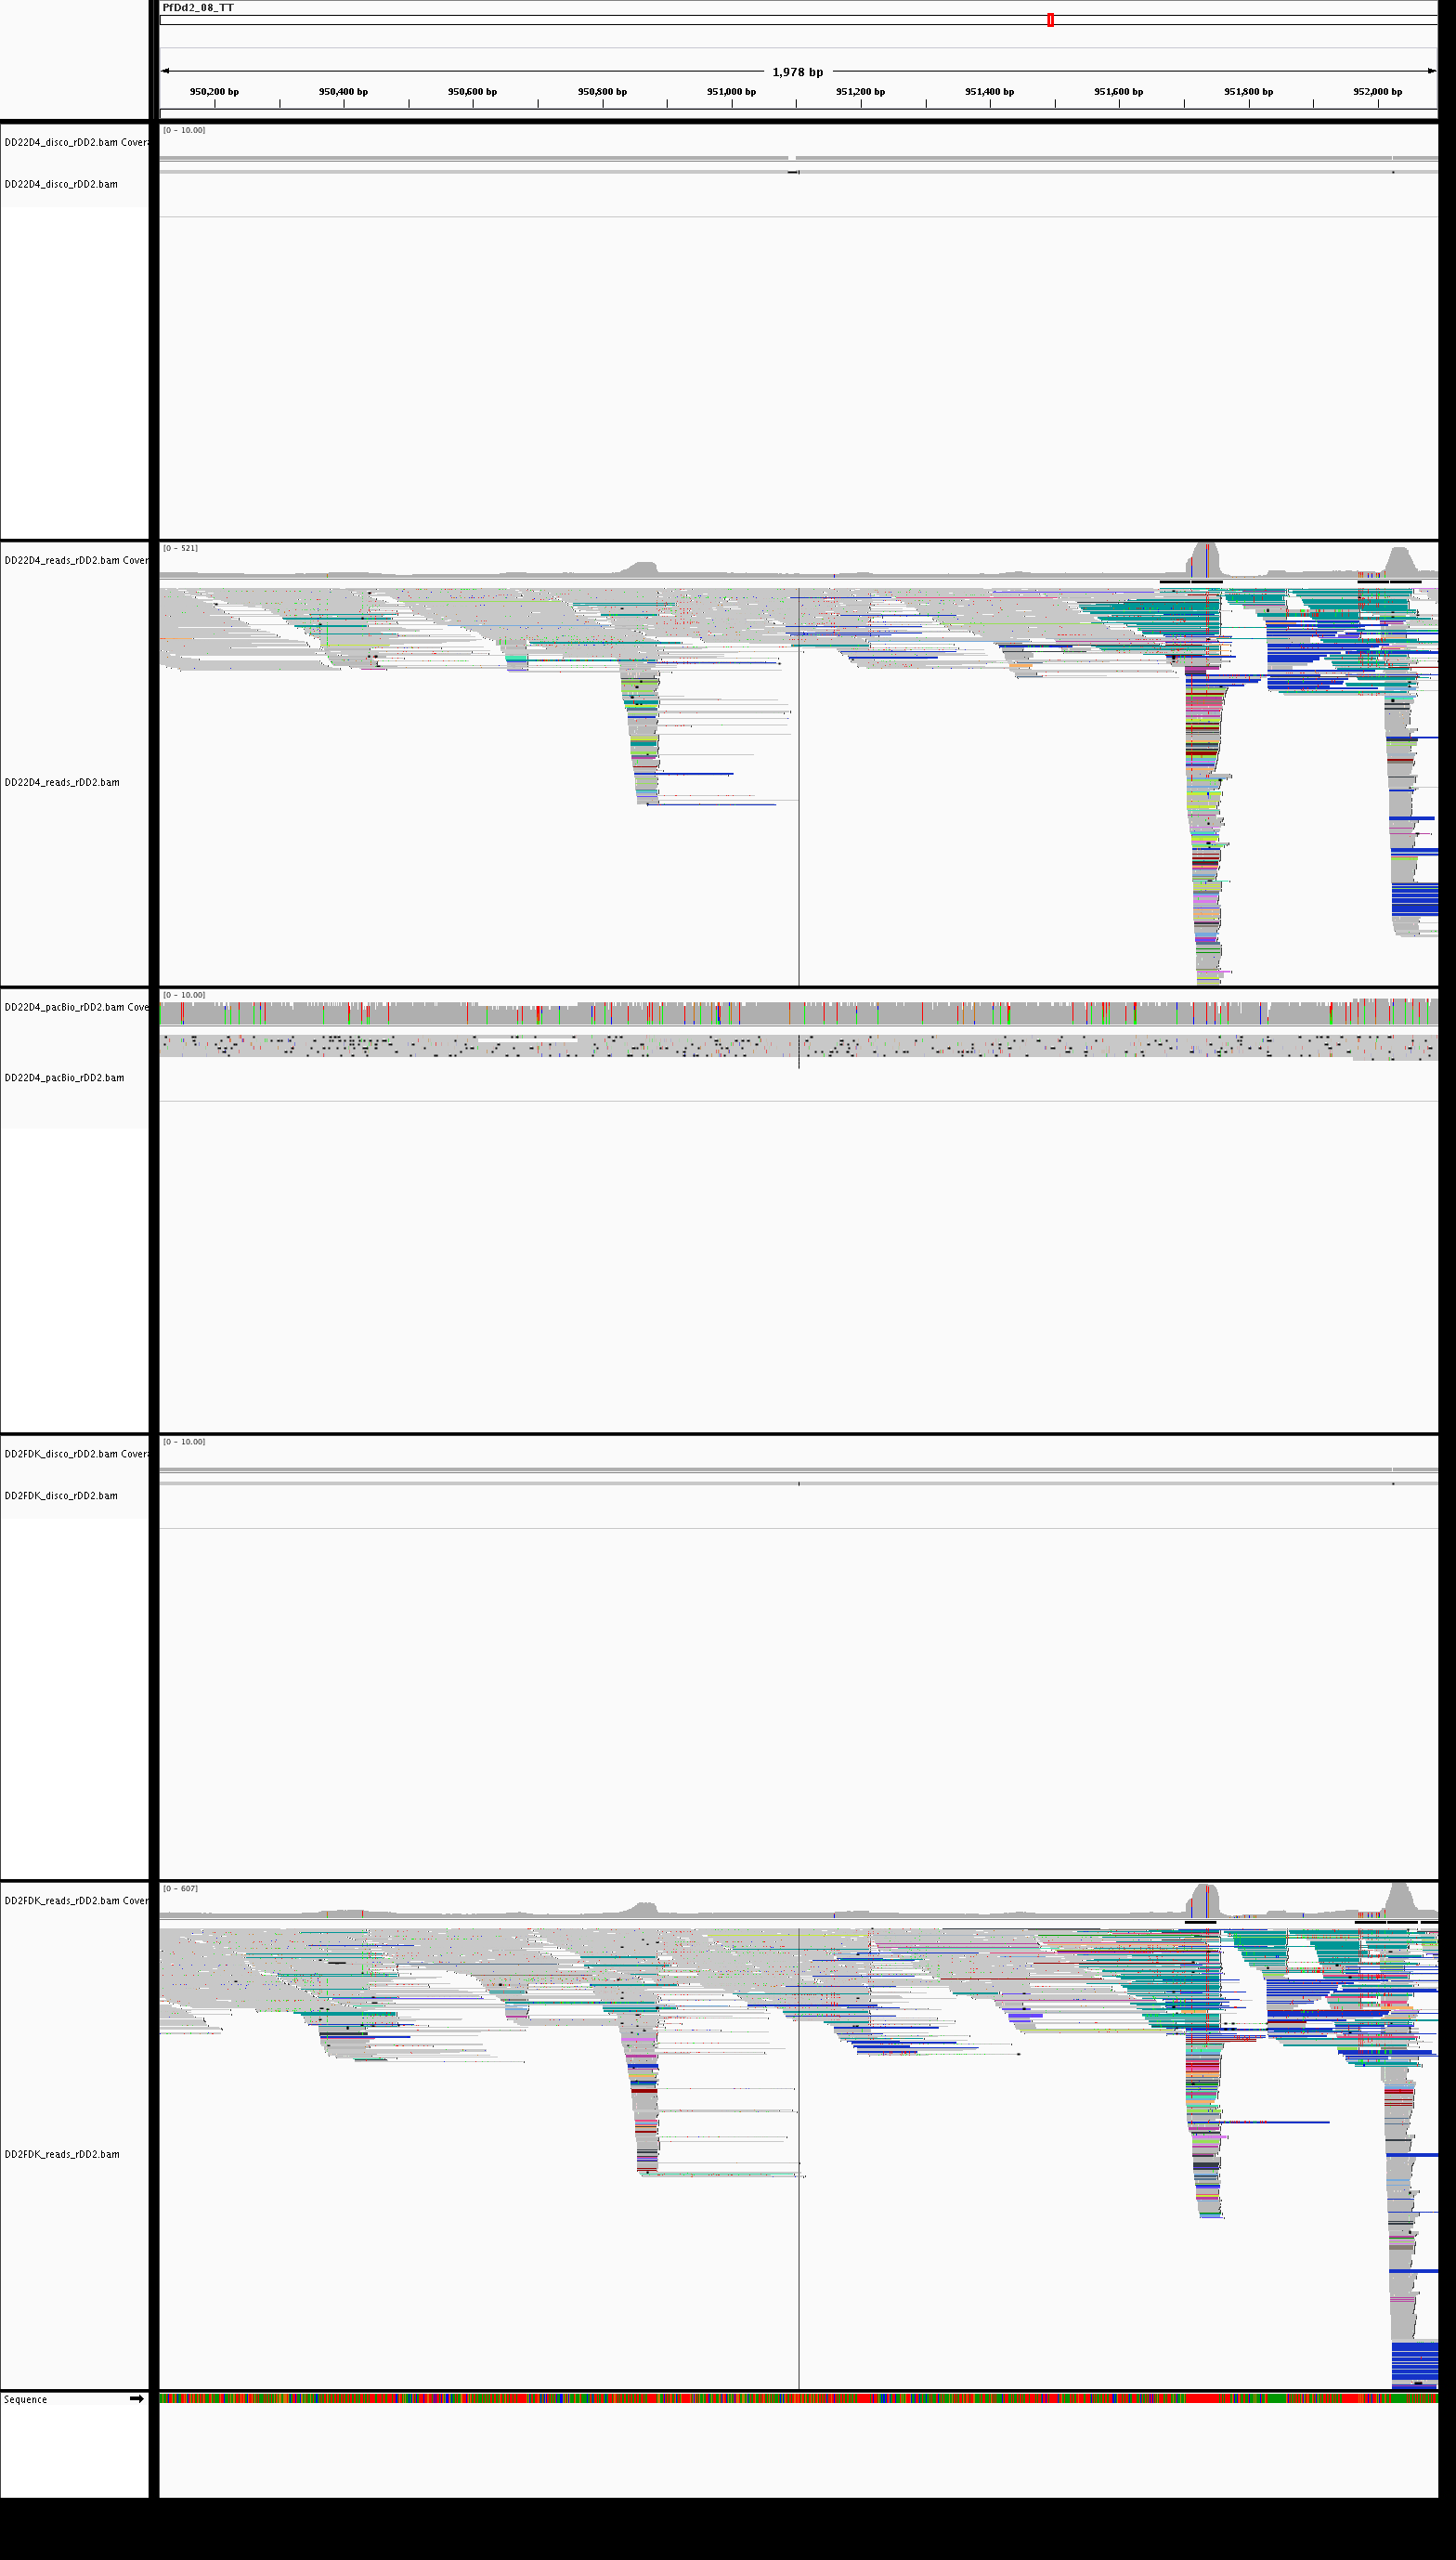 PfDd2_08_TT
1,978 bp
950,200 bp 950,400 bp 950,600 bp 950,800 bp 951,000 bp 951,200 bp 951,400 bp 951,600 bp 951,800 bp 952,000 bp
[0 - 10.00]
DD22D4_disco_rDD2.bam Covera
DD22D4_disco_rDD2.bam
[0 - 521]
DD22D4_reads_rDD2.bam Cover
DD22D4_reads_rDD2.bam
[0 - 10.00]
DD22D4_pacBio_rDD2.bam Cove
DD22D4_pacBio_rDD2.bam
[0 - 10.00]
DD2FDK_disco_rDD2.bam Covera
DD2FDK_disco_rDD2.bam
[0 - 607]
DD2FDK_reads_rDD2.bam Cover
DD2FDK_reads_rDD2.bam
Sequence